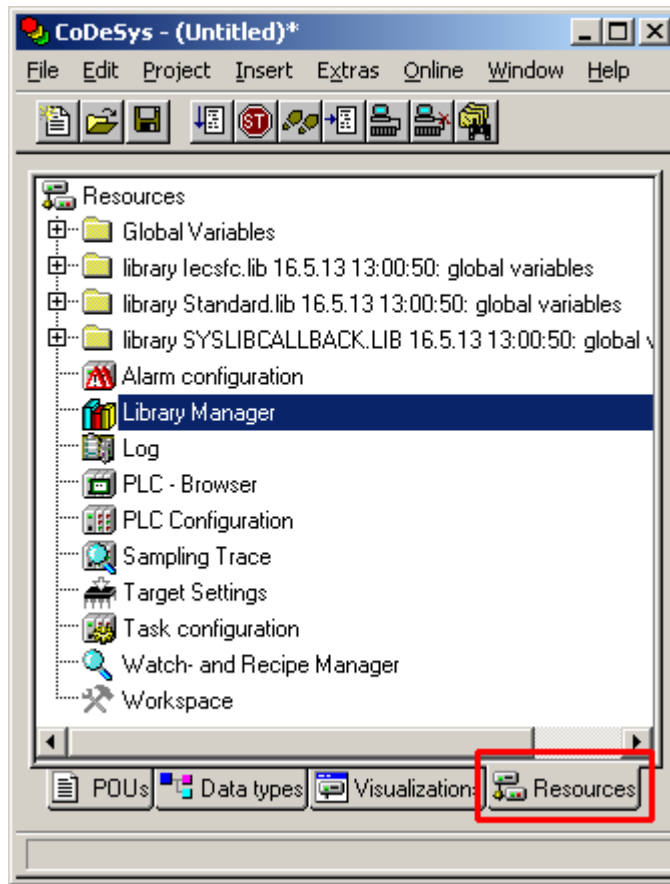 CoDeSys - (Untitled)*
File Edit Project Insert Extras Online Window Help
ST
Resources
Global Variables
library Iecsfc.lib 16.5.13 13:00:50: global variables
library Standard.lib 16.5.13 13:00:50: global variables
library SYSLIBCALLBACK.LIB 16.5.13 13:00:50: global v
Alarm configuration
Library Manager
Log
PLC - Browser
PLC Configuration
Sampling Trace
Target Settings
Task configuration
Watch- and Recipe Manager
Workspace
POUs Data types Visualizations Resources